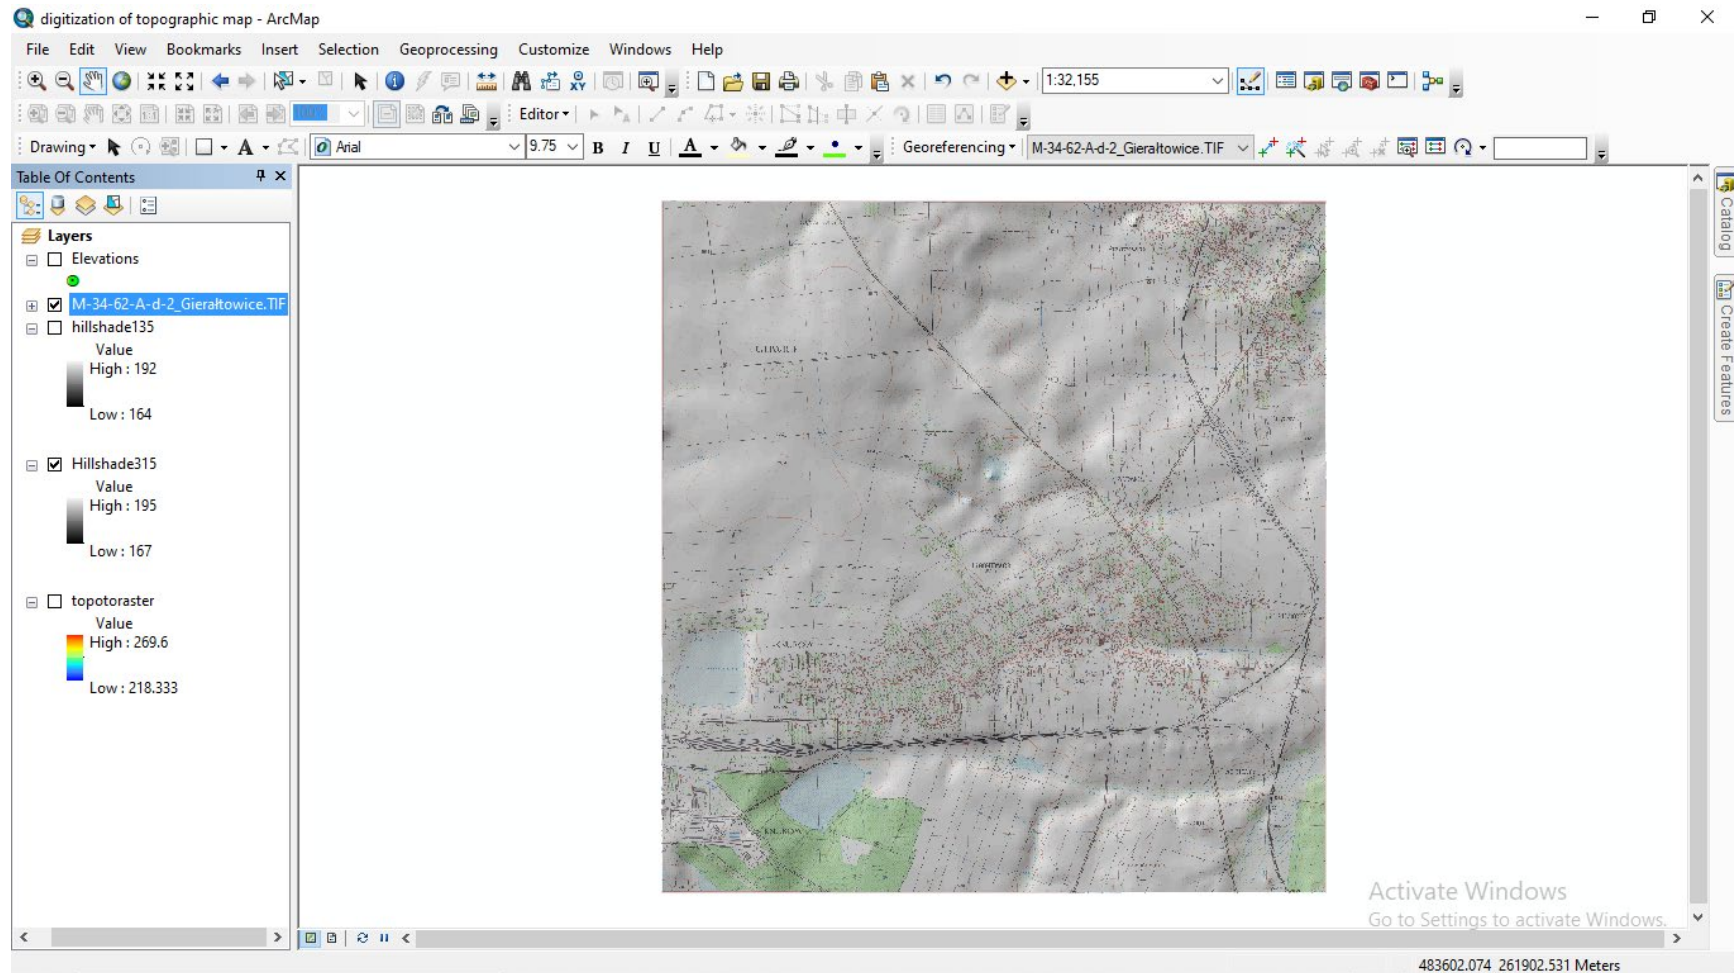 digitization of topographic map - ArcMap
File Edit View Bookmarks Insert Selection Geoprocessing Customize Windows Help
1:32,155
100%
Editor
Drawing A Arial 9.75 B I U A Georeferencing M-34-62-A-d-2_Gierałtowice.TIF
Table Of Contents
Layers
Elevations
M-34-62-A-d-2_Gierałtowice.TIF
hillshade135
Value
High : 192
Low : 164
Hillshade315
Value
High : 195
Low : 167
topotoraster
Value
High : 269.6
Low : 218.333
Catalog
Create Features
Activate Windows
Go to Settings to activate Windows.
483602.074 261902.531 Meters